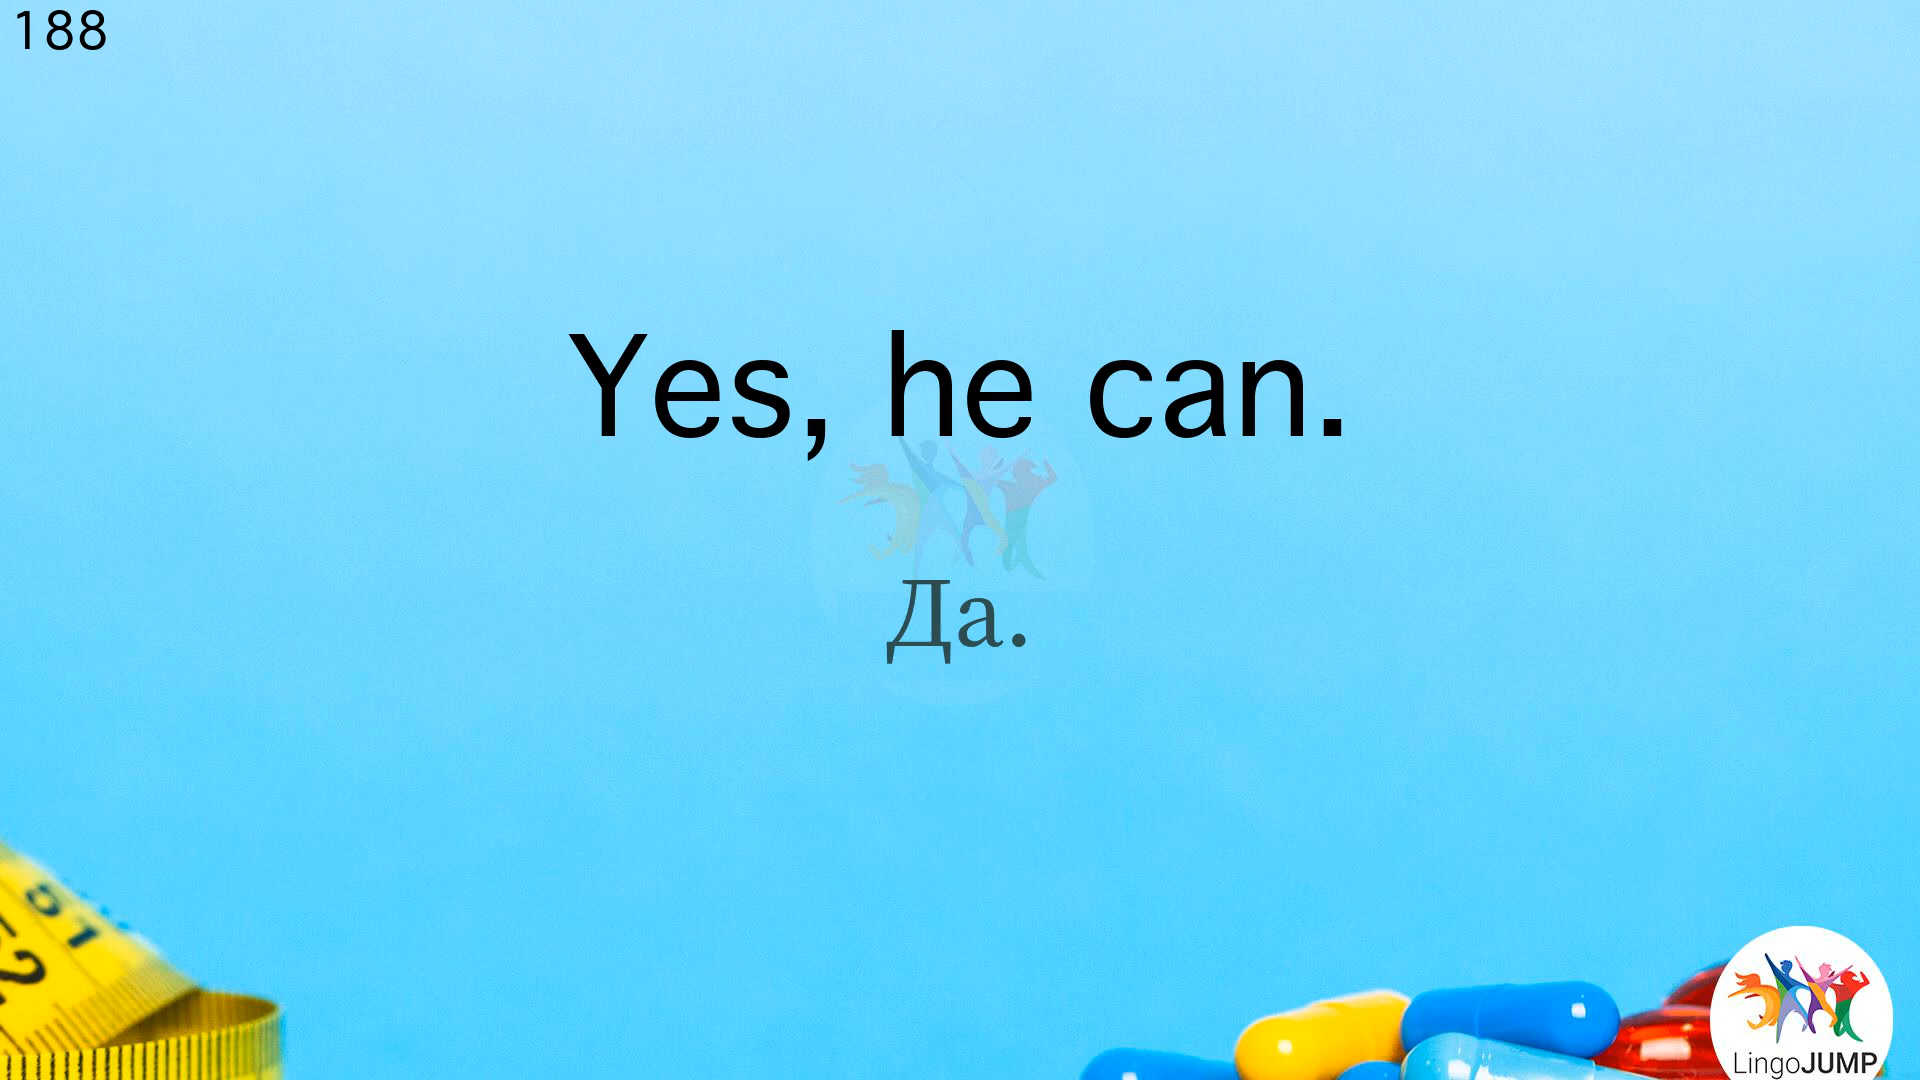 188
Yes, he can.
Да.
LingoJUMP